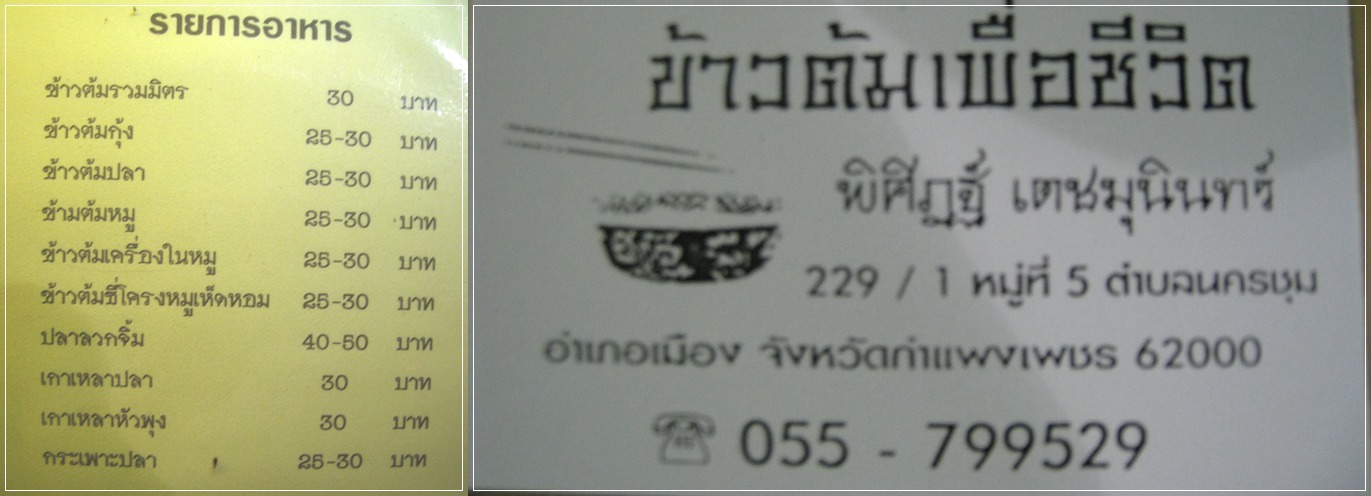 รายการอาหาร
ข้าวต้มรวมมิตร 30 บาท
ข้าวต้มกุ้ง 25-30 บาท
ข้าวต้มปลา 25-30 บาท
ข้ามต้มหมู 25-30 บาท
ข้าวต้มเครื่องในหมู 25-30 บาท
ข้าวต้มซี่โครงหมูเห็ดหอม 25-30 บาท
ปลาลวกจิ้ม 40-50 บาท
เกาเหลาปลา 30 บาท
เกาเหลาหัวพุง 30 บาท
กระเพาะปลา 25-30 บาท
ข้าวต้มเพื่อชีวิต
พิศิฏฐ์ เตชมุนินทร์
229 / 1 หมู่ที่ 5 ตำบลนครชุม
อำเภอเมือง จังหวัดกำแพงเพชร 62000
055 - 799529